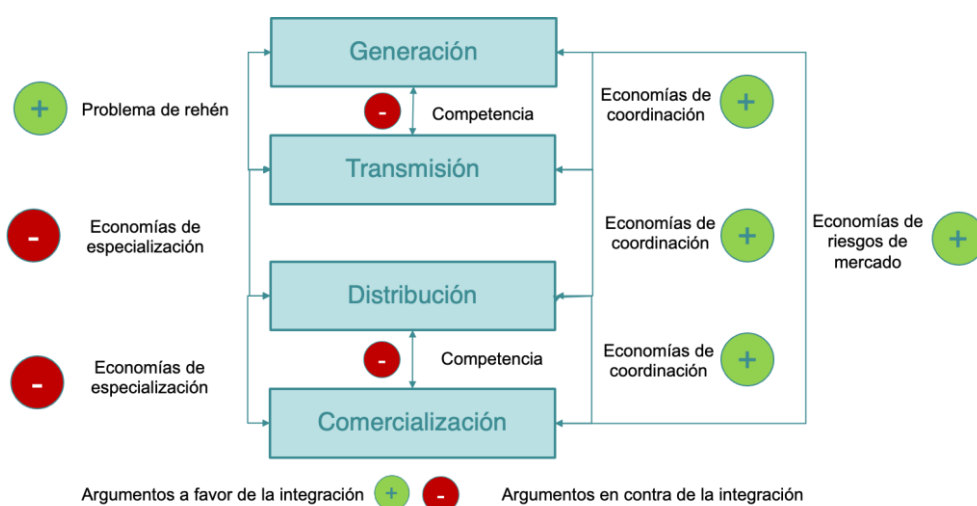 Generación
+
Problema de rehén
-
Competencia
Economías de
coordinación
+
Transmisión
-
Economías de
especialización
Economías de
coordinación
+
Economías de
riesgos de
mercado
+
Distribución
-
Economías de
especialización
-
Competencia
Economías de
coordinación
+
Comercialización
Argumentos a favor de la integración
+
-
Argumentos en contra de la integración